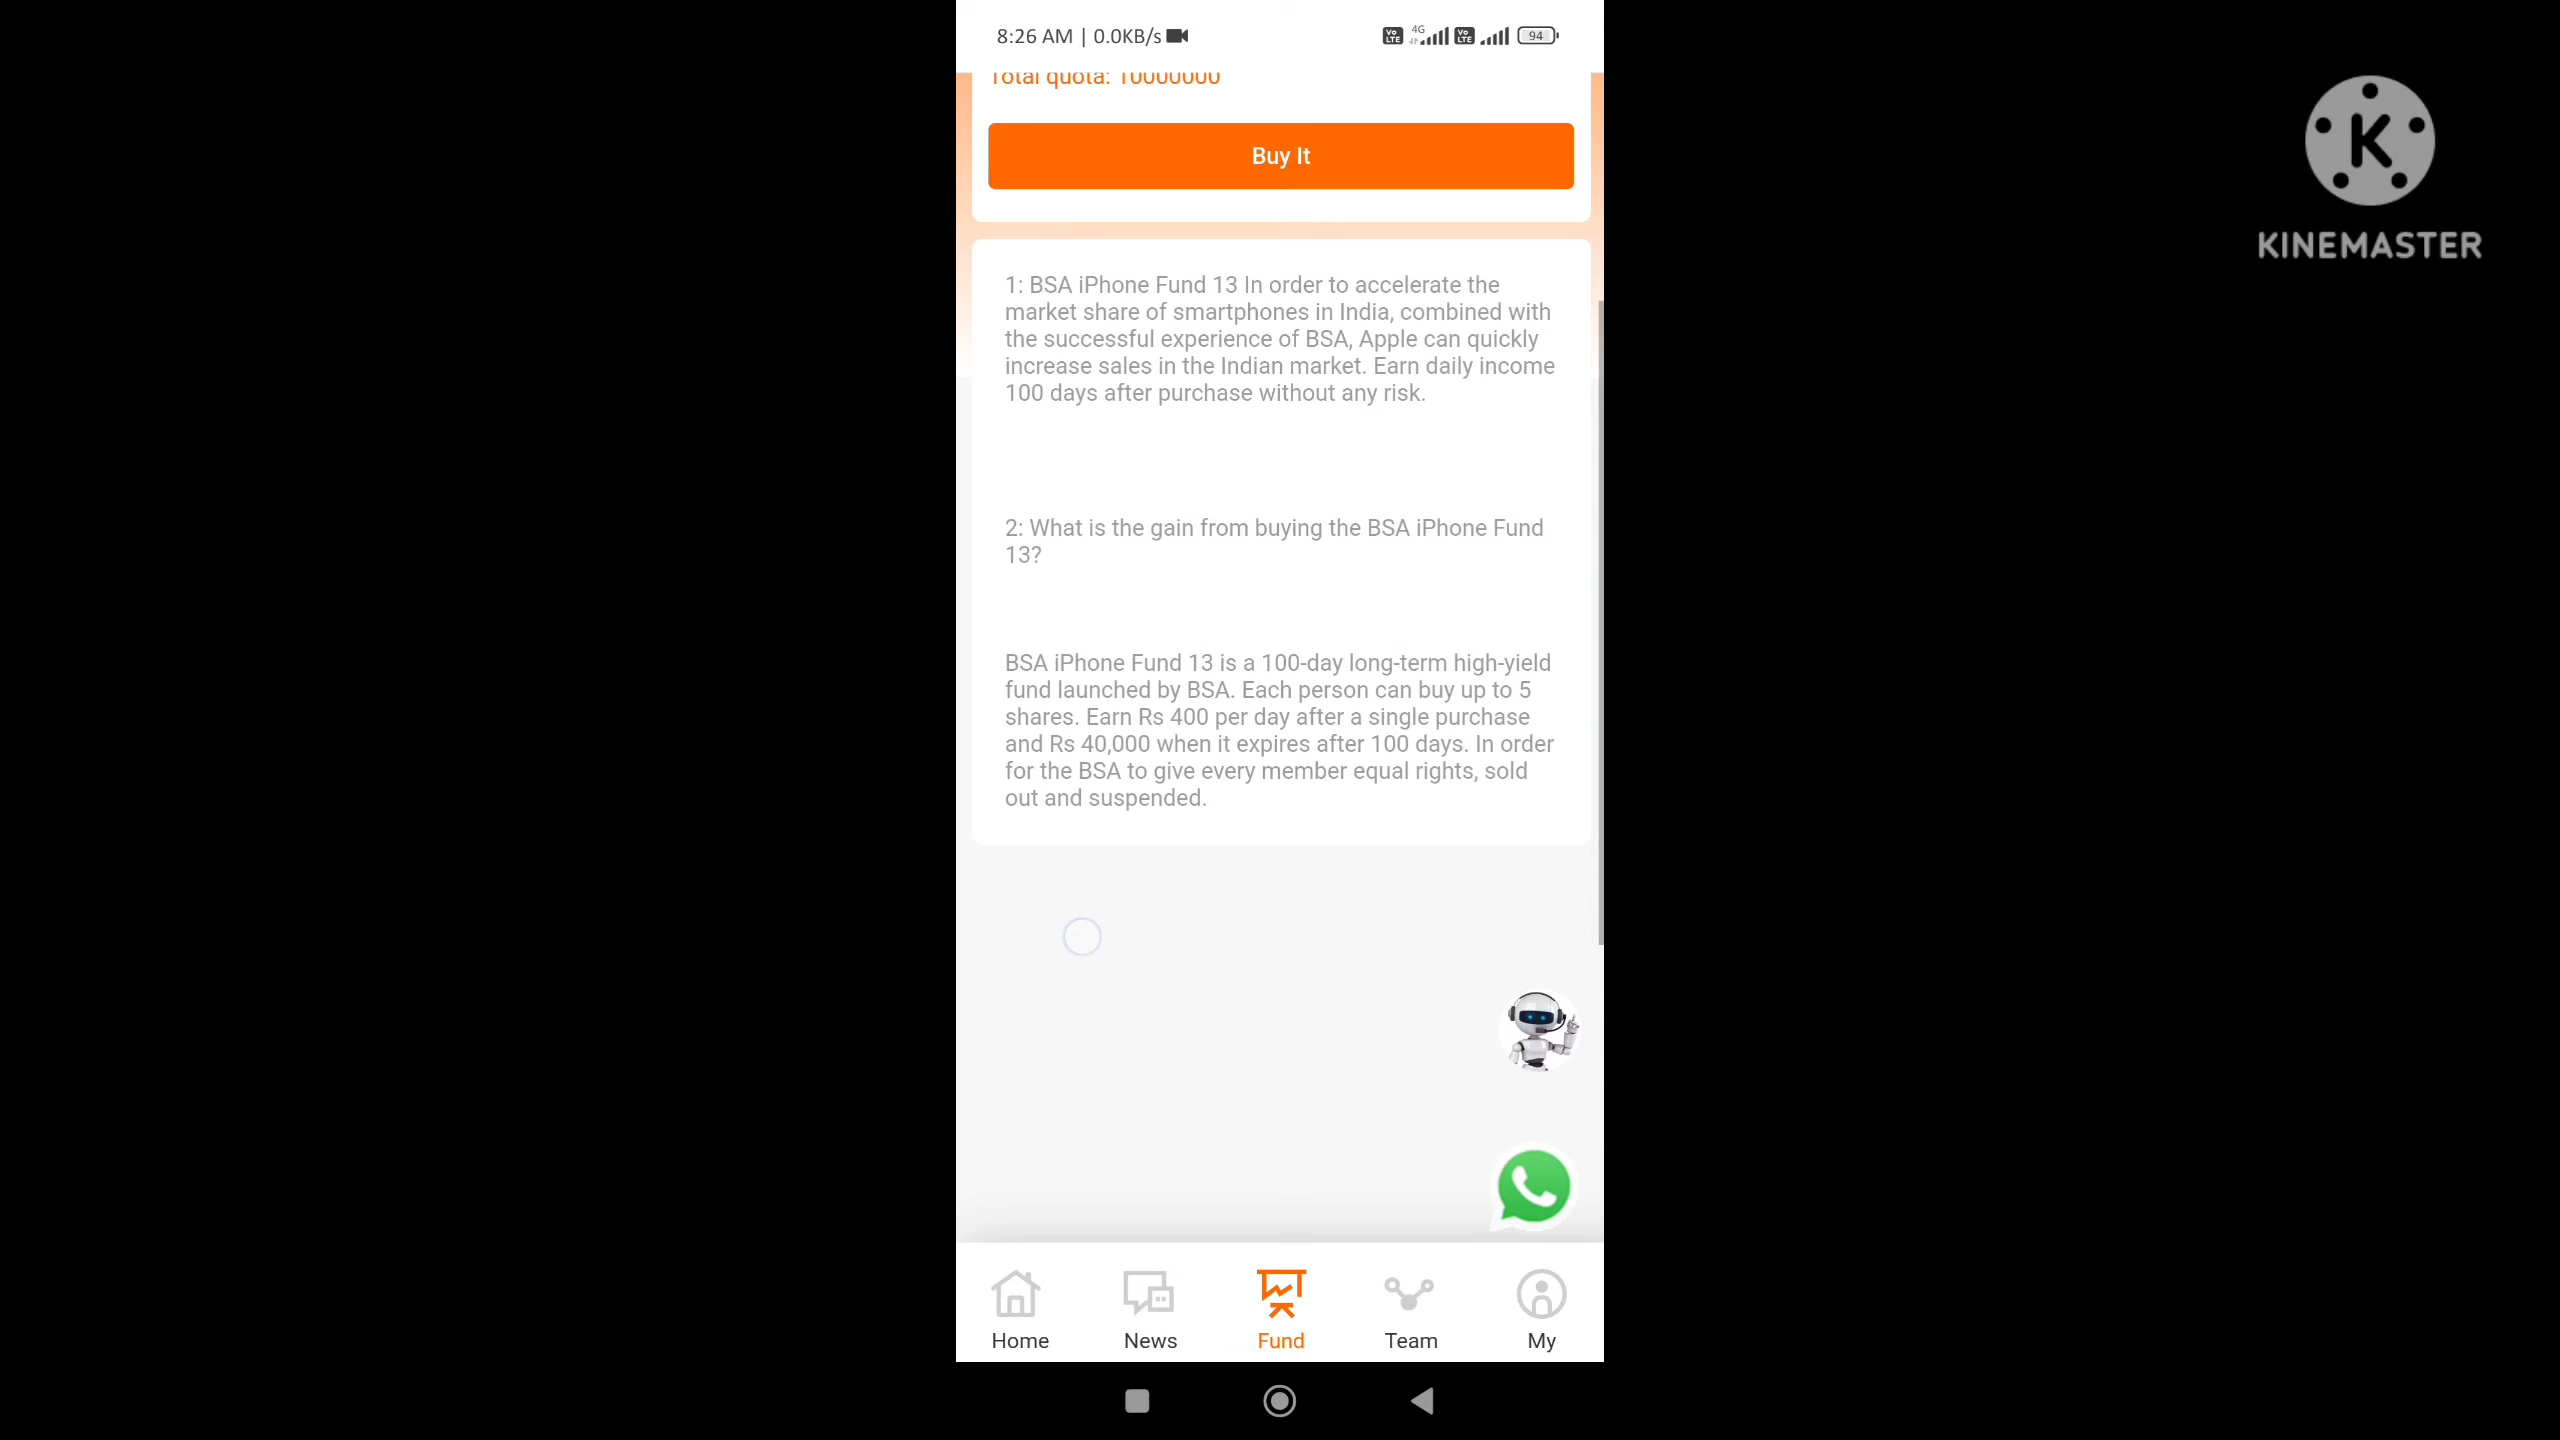 8:26 AM | 0.0KB/s
4G
94
Total quota: 10000000
Buy It
KINEMASTER
1: BSA iPhone Fund 13 In order to accelerate the
market share of smartphones in India, combined with
the successful experience of BSA, Apple can quickly
increase sales in the Indian market. Earn daily income
100 days after purchase without any risk.
2: What is the gain from buying the BSA iPhone Fund
13?
BSA iPhone Fund 13 is a 100-day long-term high-yield
fund launched by BSA. Each person can buy up to 5
shares. Earn Rs 400 per day after a single purchase
and Rs 40,000 when it expires after 100 days. In order
for the BSA to give every member equal rights, sold
out and suspended.
Home News Fund Team My